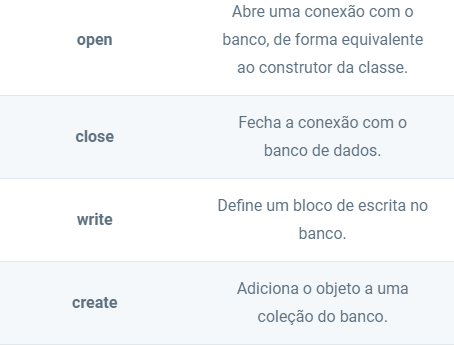 Abre uma conexão com o
open
banco, de forma equivalente
ao construtor da classe.
Fecha a conexão com o
close
banco de dados.
Define um bloco de escrita no
write
banco.
Adiciona o objeto a uma
create
coleção do banco.